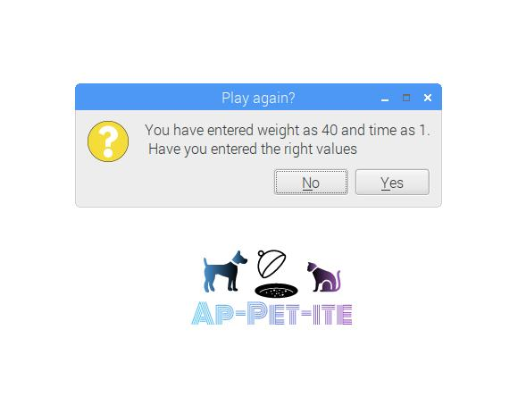 Play again?
You have entered weight as 40 and time as 1.
Have you entered the right values
No Yes
AP-PET-ITE